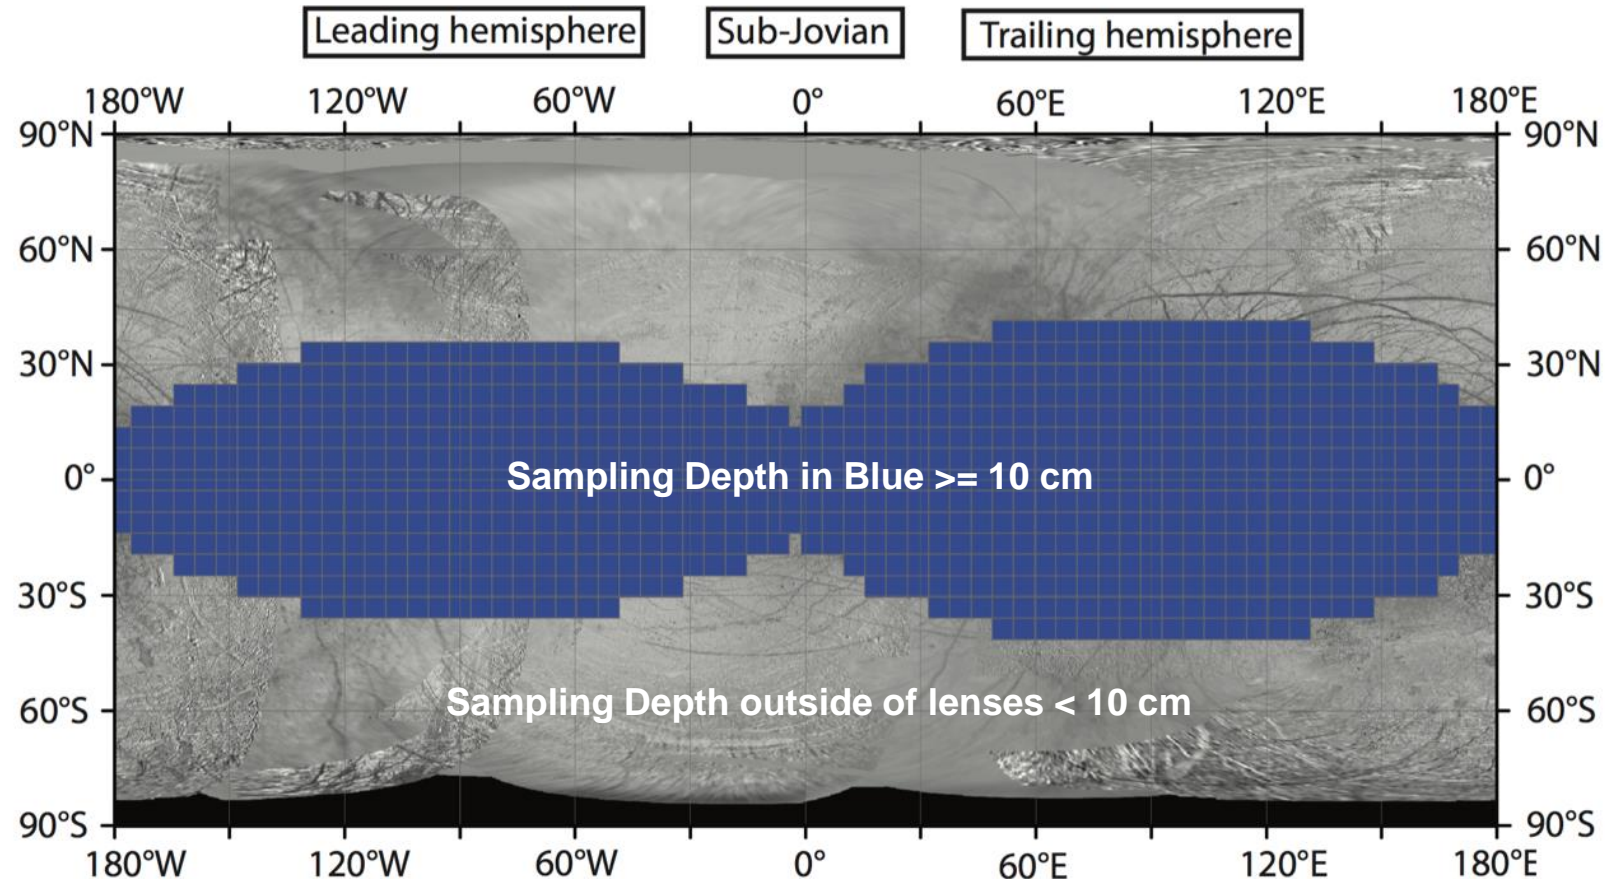 Leading hemisphere Sub-Jovian Trailing hemisphere
180°W 120°W 60°W 0° 60°E 120°E 180°E
90°N 90°N
60°N 60°N
30°N 30°N
0° Sampling Depth in Blue >= 10 cm 0°
30°S 30°S
60°S Sampling Depth outside of lenses < 10 cm 60°S
90°S 90°S
180°W 120°W 60°W 0° 60°E 120°E 180°E